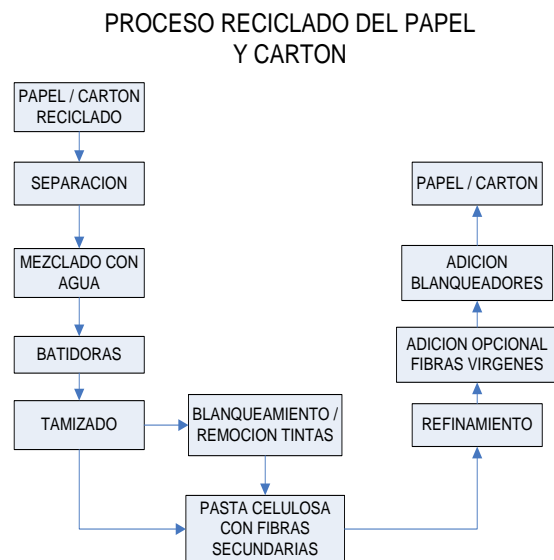 PROCESO RECICLADO DEL PAPEL
Y CARTON
PAPEL / CARTON
RECICLADO
SEPARACION
MEZCLADO CON
AGUA
BATIDORAS
TAMIZADO
BLANQUEAMIENTO /
REMOCION TINTAS
PASTA CELULOSA
CON FIBRAS
SECUNDARIAS
REFINAMIENTO
ADICION OPCIONAL
FIBRAS VIRGENES
ADICION
BLANQUEADORES
PAPEL / CARTON